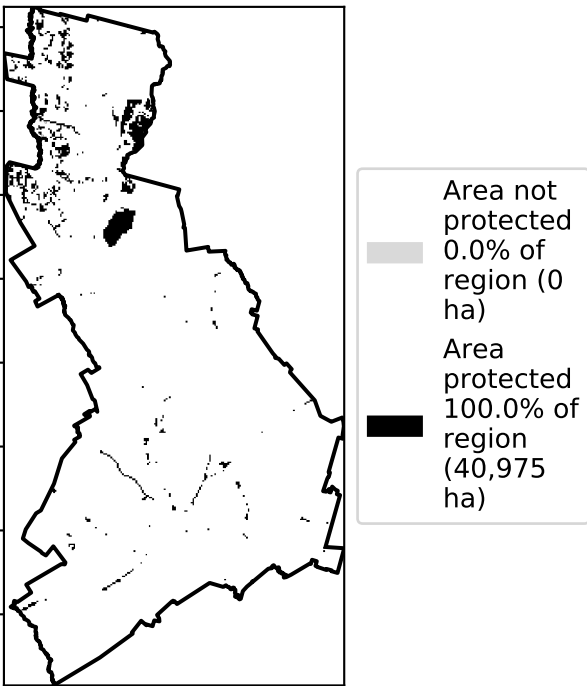 Area not
protected
0.0% of
region (0
ha)
Area
protected
100.0% of
region
(40,975
ha)